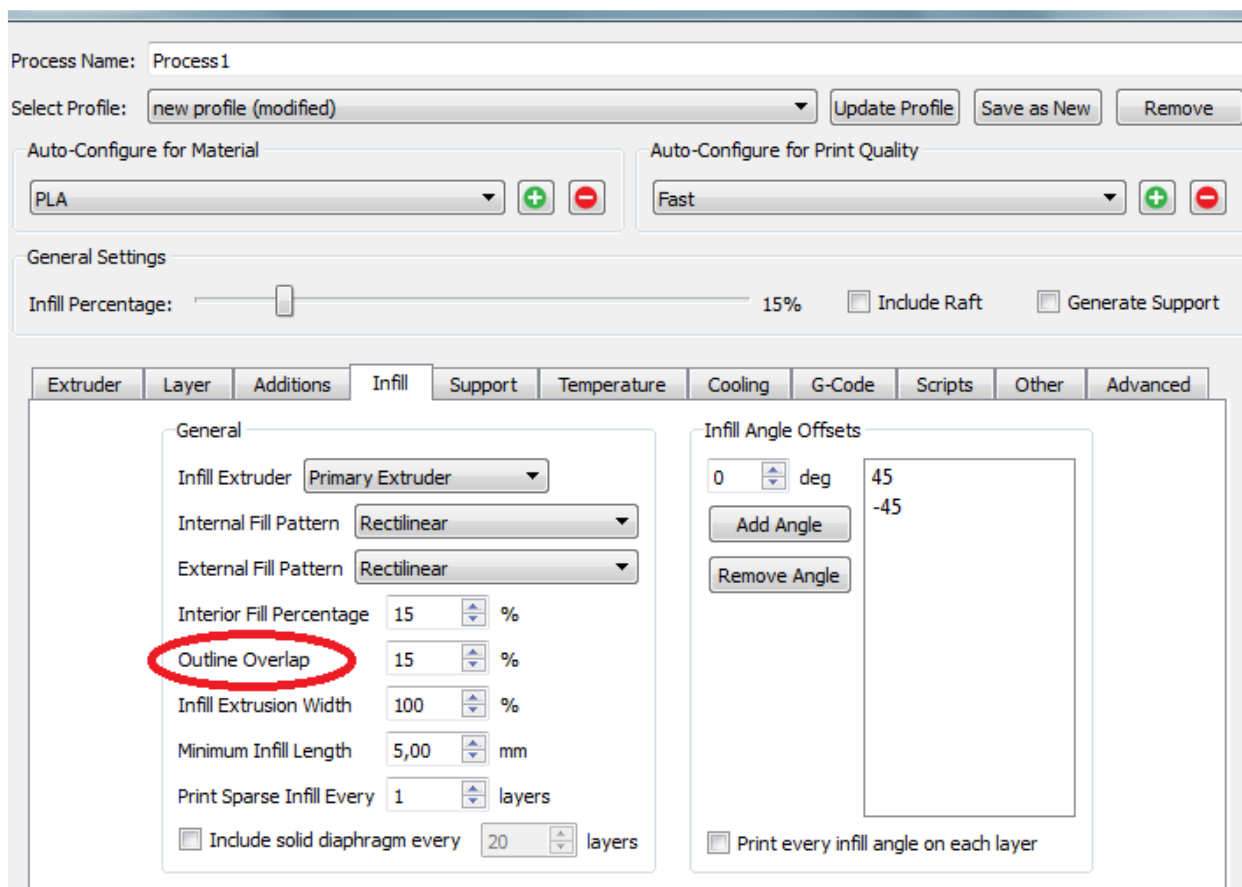 Process Name: Process1
Select Profile: new profile (modified) Update Profile Save as New Remove
Auto-Configure for Material Auto-Configure for Print Quality
PLA Fast
General Settings
Infill Percentage: 15% Include Raft Generate Support
Extruder Layer Additions Infill Support Temperature Cooling G-Code Scripts Other Advanced
General
Infill Extruder Primary Extruder
Internal Fill Pattern Rectilinear
External Fill Pattern Rectilinear
Interior Fill Percentage 15 %
Outline Overlap 15 %
Infill Extrusion Width 100 %
Minimum Infill Length 5,00 mm
Print Sparse Infill Every 1 layers
Include solid diaphragm every 20 layers
Infill Angle Offsets
0 deg 45
-45
Add Angle
Remove Angle
Print every infill angle on each layer